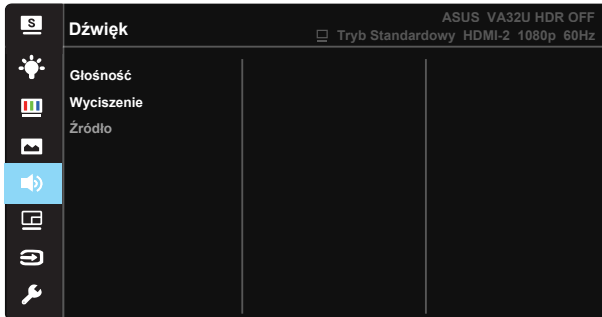 S
Dźwięk
ASUS VA32U HDR OFF
Tryb Standardowy HDMI-2 1080p 60Hz
Głośność
Wyciszenie
Źródło